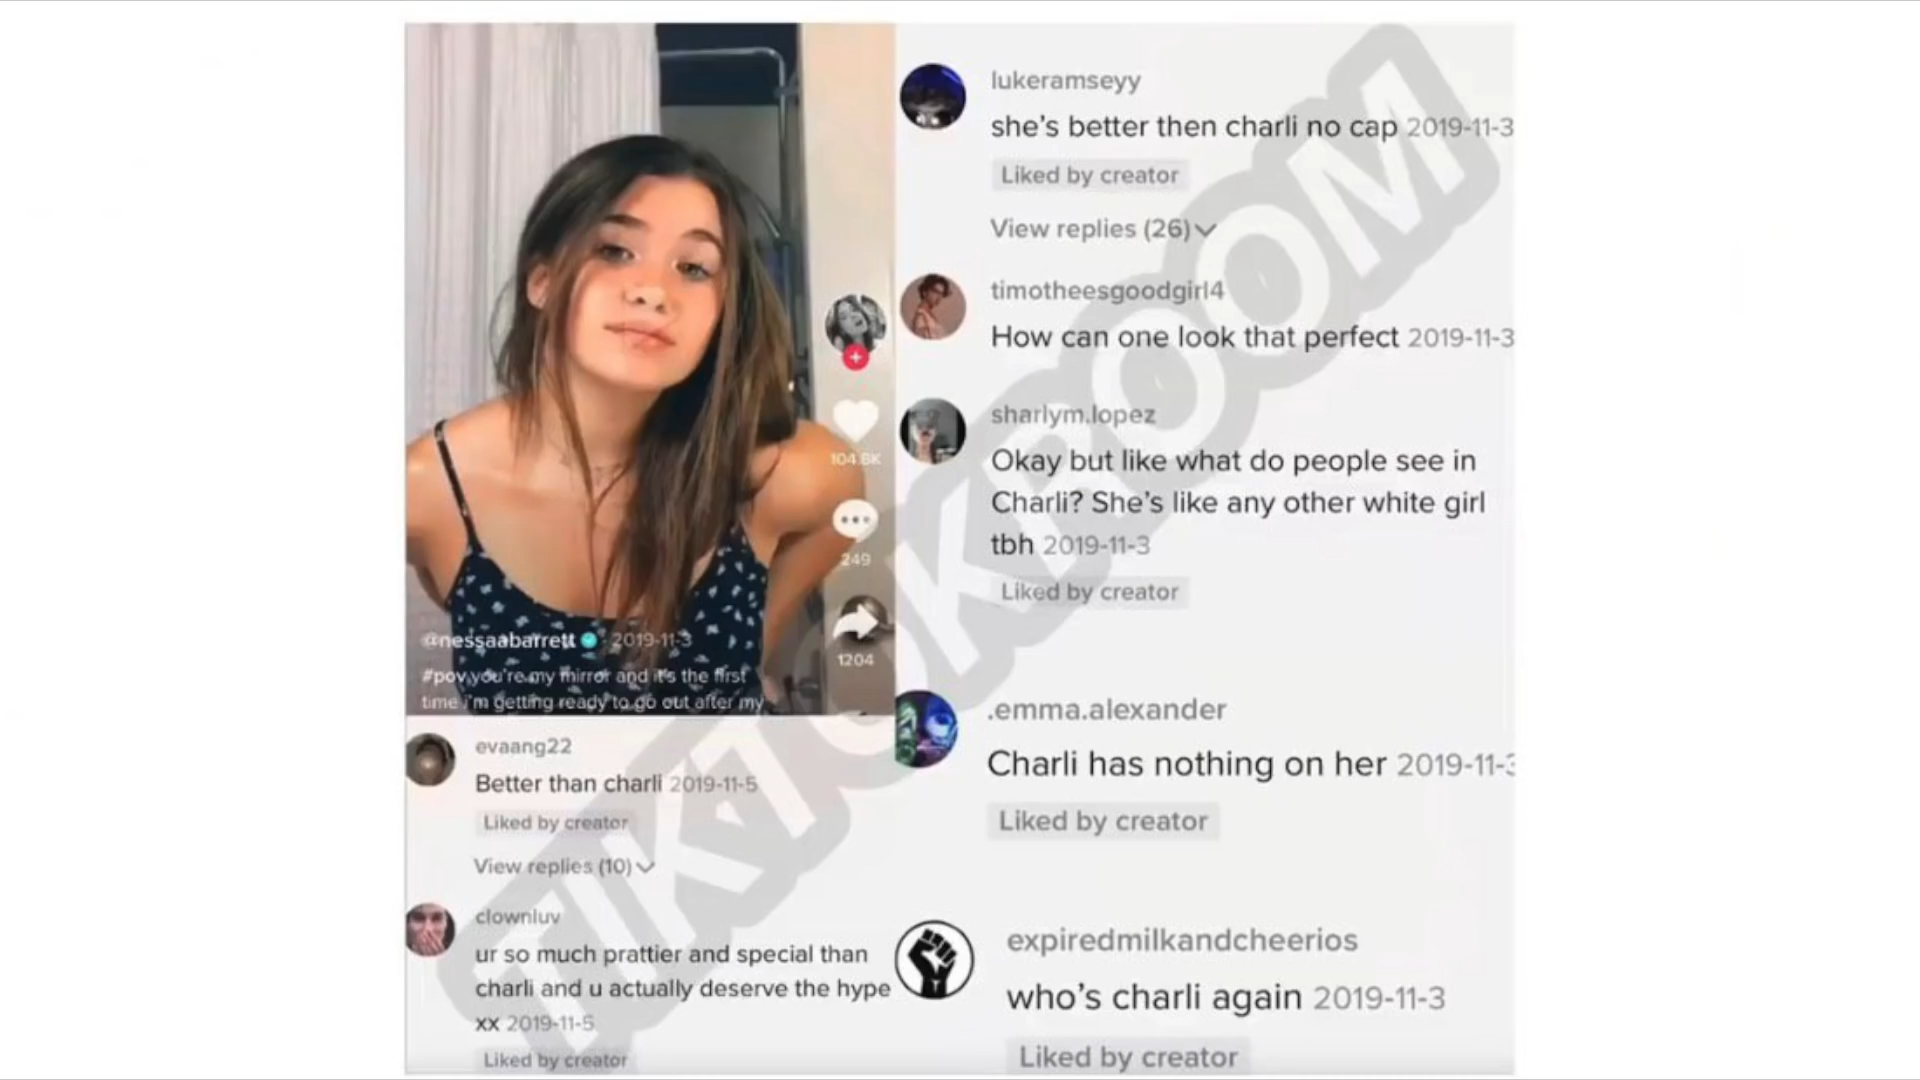 104.8K
249
1204
@nessaabarrett · 2019-11-3
#pov you're my mirror and it's the first
time i'm getting ready to go out after my
evaang22
Better than charli 2019-11-5
Liked by creator
View replies (10)
clownluv
ur so much prattier and special than
charli and u actually deserve the hype
xx 2019-11-5
Liked by creator
lukeramseyy
she's better then charli no cap 2019-11-3
Liked by creator
View replies (26)
timotheesgoodgirl4
How can one look that perfect 2019-11-3
sharlym.lopez
Okay but like what do people see in
Charli? She's like any other white girl
tbh 2019-11-3
Liked by creator
.emma.alexander
Charli has nothing on her 2019-11-3
Liked by creator
expiredmilkandcheerios
who's charli again 2019-11-3
Liked by creator
TIKTOKROOM